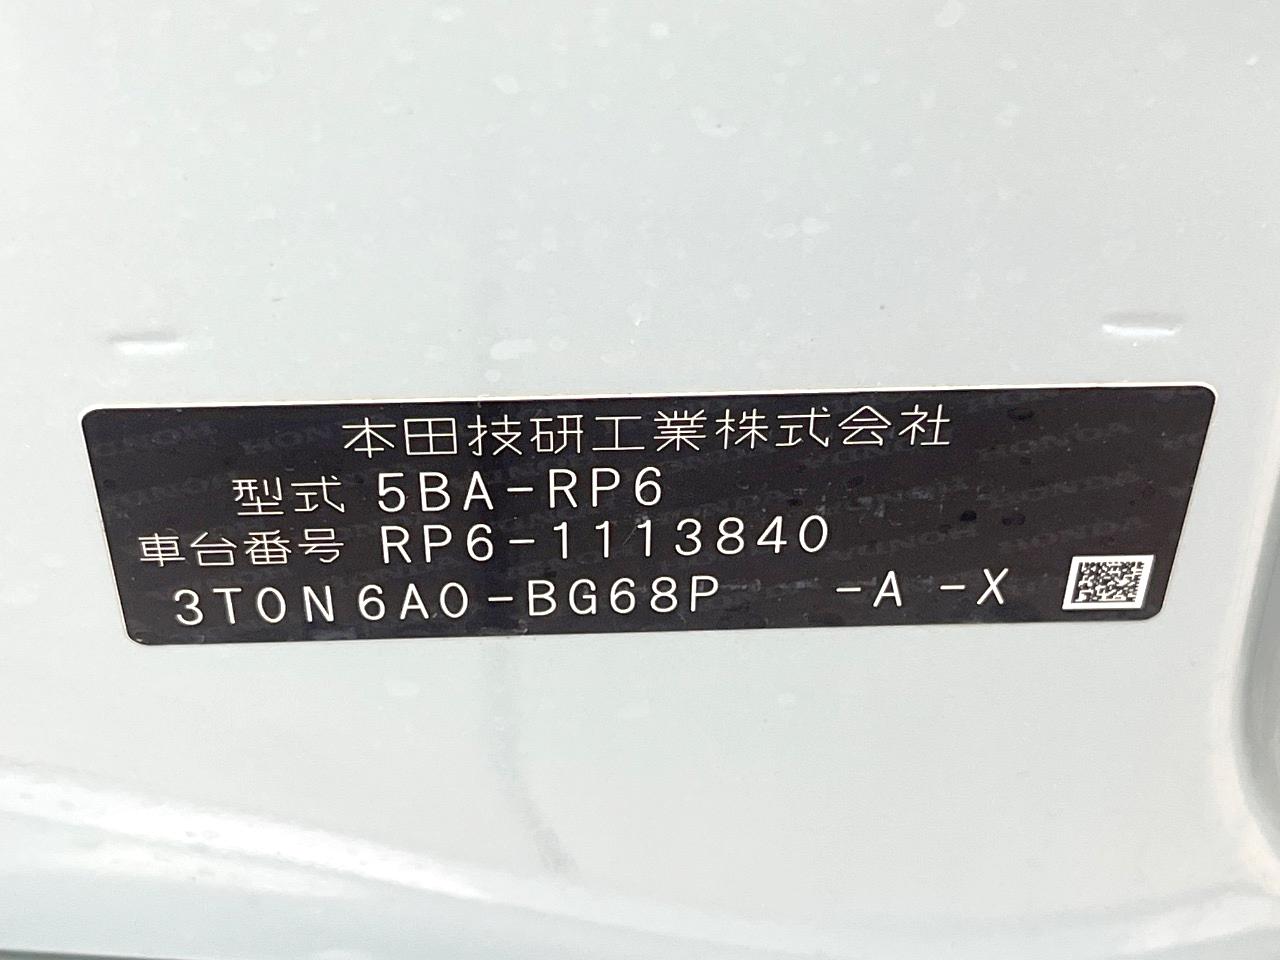 本田技研工業株式会社
型式 5BA-RP6
車台番号 RP6-1113840
3T0N6A0-BG68P -A -X